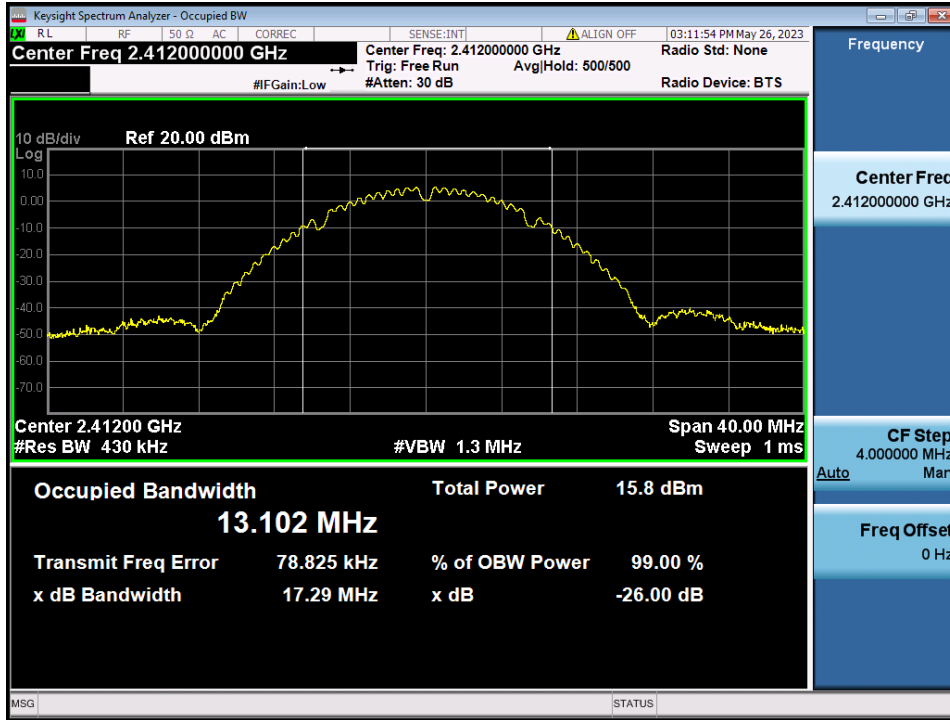 Keysight Spectrum Analyzer - Occupied BW
LXI RL RF 50 Ω AC CORREC SENSE:INT ALIGN OFF 03:11:54 PM May 26, 2023
Center Freq 2.412000000 GHz
Center Freq: 2.412000000 GHz
Radio Std: None
Trig: Free Run Avg|Hold: 500/500
#IFGain:Low #Atten: 30 dB Radio Device: BTS
10 dB/div Ref 20.00 dBm
Log
10.0
0.00
-10.0
-20.0
-30.0
-40.0
-50.0
-60.0
-70.0
Center 2.41200 GHz Span 40.00 MHz
#Res BW 430 kHz #VBW 1.3 MHz Sweep 1 ms
Occupied Bandwidth Total Power 15.8 dBm
13.102 MHz
Transmit Freq Error 78.825 kHz % of OBW Power 99.00 %
x dB Bandwidth 17.29 MHz x dB -26.00 dB
MSG STATUS
Frequency
Center Freq
2.412000000 GHz
CF Step
4.000000 MHz
Auto Man
Freq Offset
0 Hz